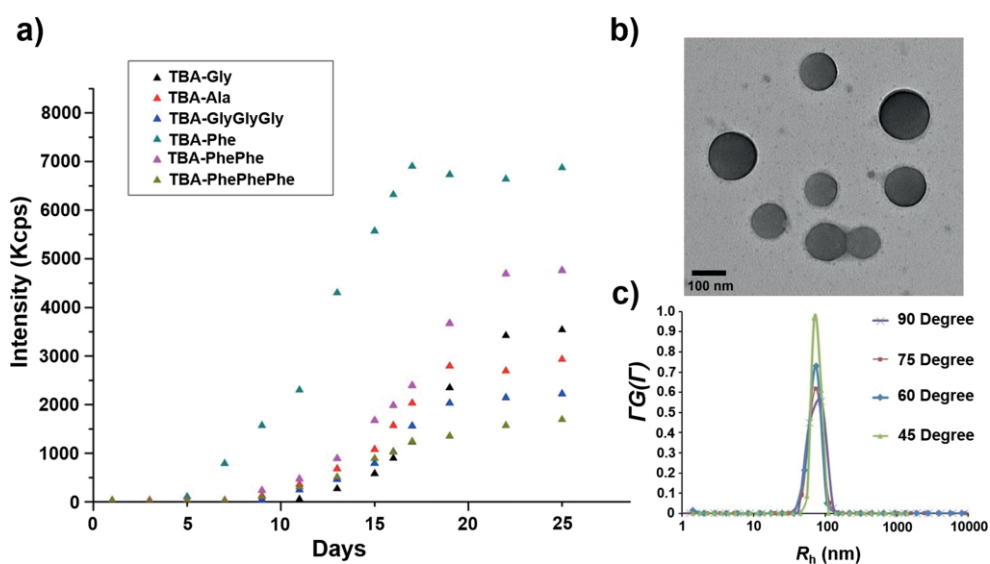 a)
TBA-Gly
TBA-Ala
TBA-GlyGlyGly
TBA-Phe
TBA-PhePhe
TBA-PhePhePhe
8000
7000
6000
5000
4000
3000
2000
1000
0
Intensity (Kcps)
0 5 10 15 20 25
Days
b)
100 nm
c)
1.0
0.9
0.8
0.7
0.6
0.5
0.4
0.3
0.2
0.1
0
ΓG(Γ)
90 Degree
75 Degree
60 Degree
45 Degree
1 10 100 1000 10000
Rh (nm)